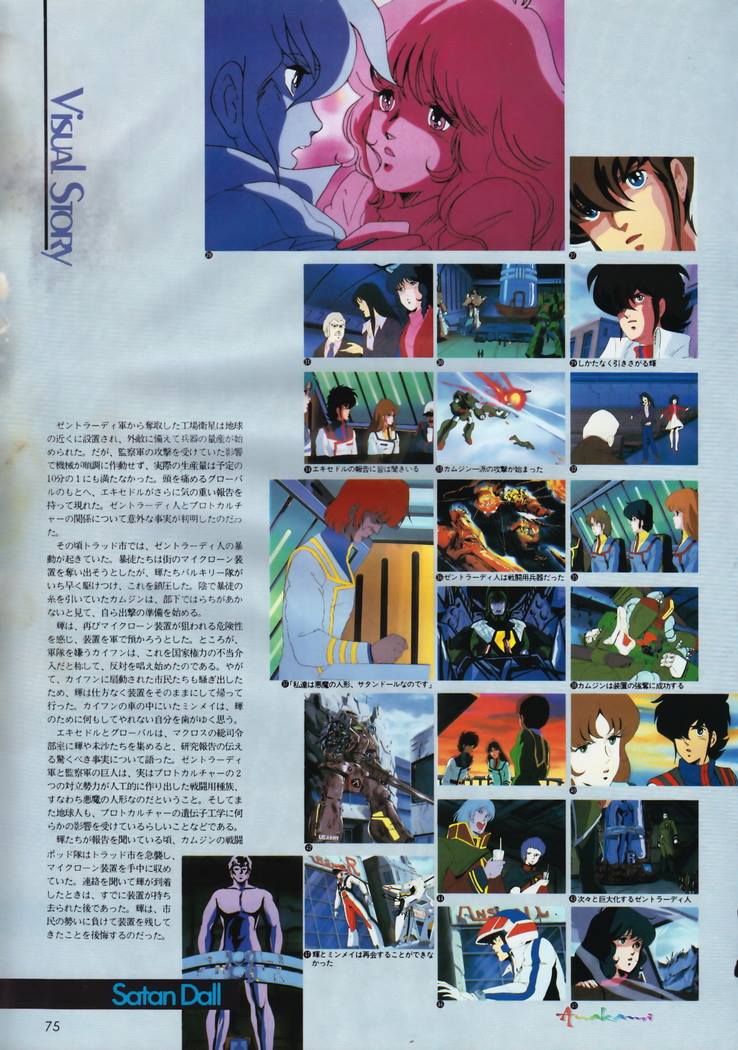 VISUAL STORY
ゼントラーディ軍から奪取した工場衛星は地球
の近くに設置され、外敵に備えて兵器の量産が始
められた。だが、監察軍の攻撃を受けていた影響
で機械が順調に作動せず、実際の生産量は予定の
10分の1にも満たなかった。頭を痛めるグローバ
ルのもとへ、エキセドルがさらに気の重い報告を
持って現れた。ゼントラーディ人とプロトカルチ
ャーの関係について意外な事実が判明したのだっ
た。
その頃トラッド市では、ゼントラーディ人の暴
動が起きていた。暴徒たちは街のマイクローン装
置を奪い出そうとしたが、輝たちバルキリー隊が
いち早く駆けつけ、これを鎮圧した。陰で暴徒の
糸を引いていたカムジンは、部下ではらちがあか
ないと見て、自ら出撃の準備を始める。
輝は、再びマイクローン装置が狙われる危険性
を感じ、装置を軍で預かろうとした。ところが、
軍隊を嫌うカイフンは、これを国家権力の不当介
入だと称して、反対を唱え始めたのである。やが
て、カイフンに扇動された市民たちも騒ぎ出した
ため、輝は仕方なく装置をそのままにして帰って
行った。カイフンの車の中にいたミンメイは、輝
のために何もしてやれない自分を歯がゆく思う。
エキセドルとグローバルは、マクロスの総司令
部室に輝や未沙たちを集めると、研究報告の伝え
る驚くべき事実について語った。ゼントラーディ
軍と監察軍の巨人は、実はプロトカルチャーの2
つの対立勢力が人工的に作り出した戦闘用種族、
すなわち悪魔の人形なのだということ。そしてま
た地球人も、プロトカルチャーの遺伝子工学に何
らかの影響を受けているらしいことなどである。
輝たちが報告を聞いている頃、カムジンの戦闘
ポッド隊はトラッド市を急襲し、
マイクローン装置を手中に収め
ていた。連絡を聞いて輝が到着
したときは、すでに装置が持ち
去られた後であった。輝は、市
民の勢いに負けて装置を残して
きたことを後悔するのだった。
Satan Dall
75
㉘
㉗
㉛
㉚
㉙しかたなく引きさがる輝
㉞エキセドルの報告に皆は聞きいる
㉝カムジン一派の攻撃が始まった
㉜
㊱ゼントラーディ人は戦闘用兵器だった
㉟
㊲「私達は悪魔の人形、サタンドールなのです」
㊳カムジンは装置の強奪に成功する
US ARMY
㊷
㊵
㊹
㊸次々と巨大化するゼントラーディ人
㊼輝とミンメイは再会することができな
かった
㊻
㊺
Anakami